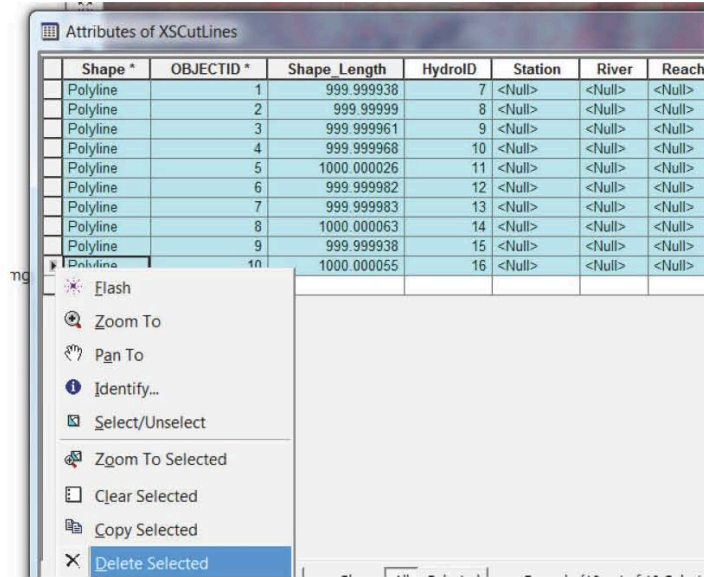 Attributes of XSCutLines
Shape * OBJECTID * Shape_Length HydroID Station River Reach
Polyline 1 999.999938 7 <Null> <Null> <Null>
Polyline 2 999.99999 8 <Null> <Null> <Null>
Polyline 3 999.999961 9 <Null> <Null> <Null>
Polyline 4 999.999968 10 <Null> <Null> <Null>
Polyline 5 1000.000026 11 <Null> <Null> <Null>
Polyline 6 999.999982 12 <Null> <Null> <Null>
Polyline 7 999.999983 13 <Null> <Null> <Null>
Polyline 8 1000.000063 14 <Null> <Null> <Null>
Polyline 9 999.999938 15 <Null> <Null> <Null>
Polyline 10 1000.000055 16 <Null> <Null> <Null>
mg
Flash
Zoom To
Pan To
Identify...
Select/Unselect
Zoom To Selected
Clear Selected
Copy Selected
Delete Selected